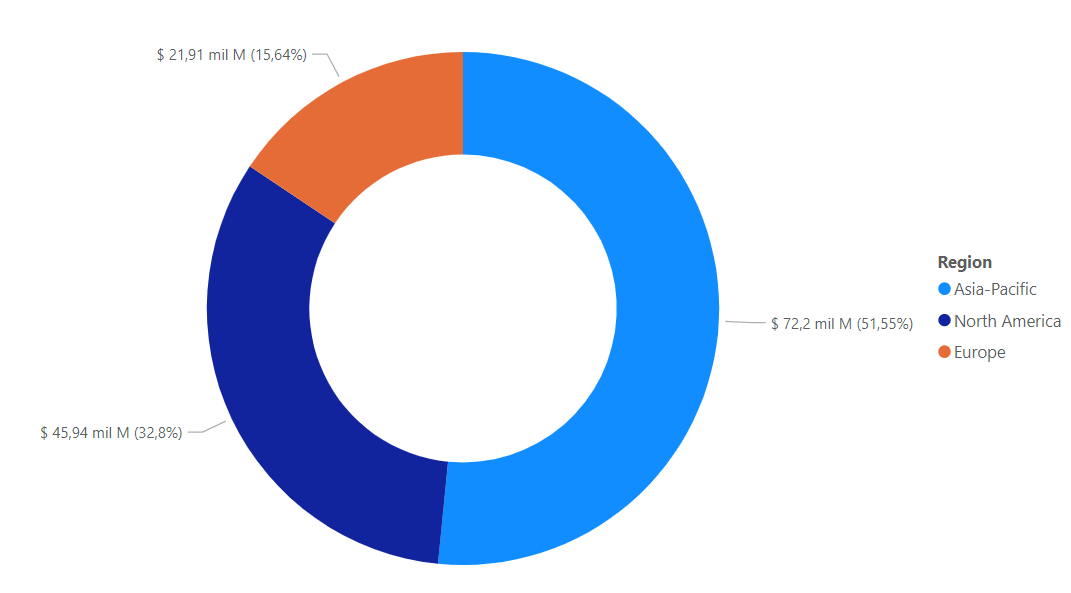 $ 21,91 mil M (15,64%)
$ 72,2 mil M (51,55%)
$ 45,94 mil M (32,8%)
Region
Asia-Pacific
North America
Europe